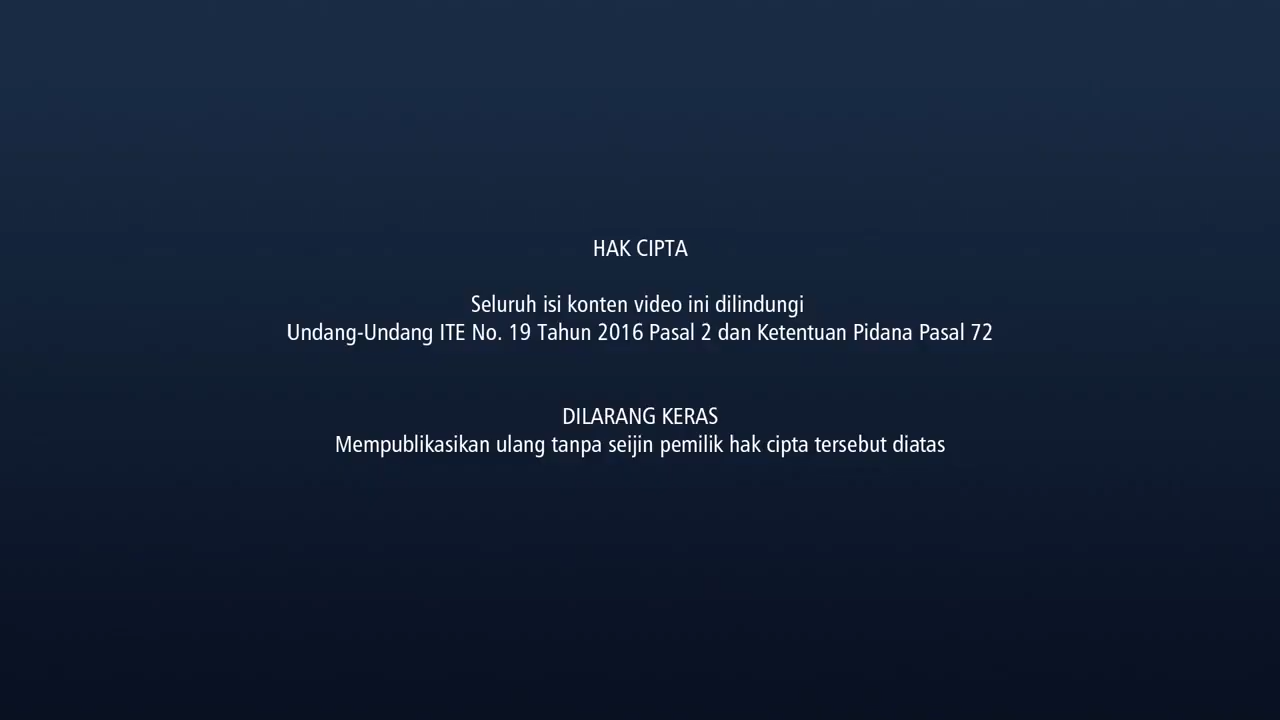 HAK CIPTA
Seluruh isi konten video ini dilindungi
Undang-Undang ITE No. 19 Tahun 2016 Pasal 2 dan Ketentuan Pidana Pasal 72
DILARANG KERAS
Mempublikasikan ulang tanpa seijin pemilik hak cipta tersebut diatas